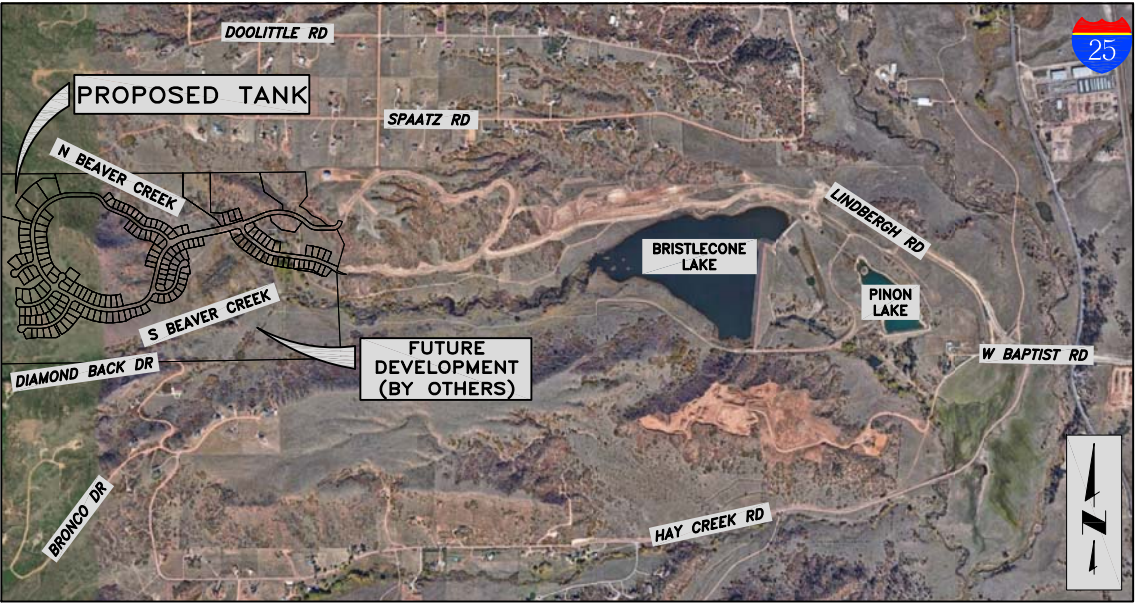 DOOLITTLE RD
25
PROPOSED TANK
SPAATZ RD
N BEAVER CREEK
LINDBERGH RD
BRISTLECONE
LAKE
PINON
LAKE
S BEAVER CREEK
FUTURE
DEVELOPMENT
(BY OTHERS)
W BAPTIST RD
DIAMOND BACK DR
BRONCO DR
HAY CREEK RD
N